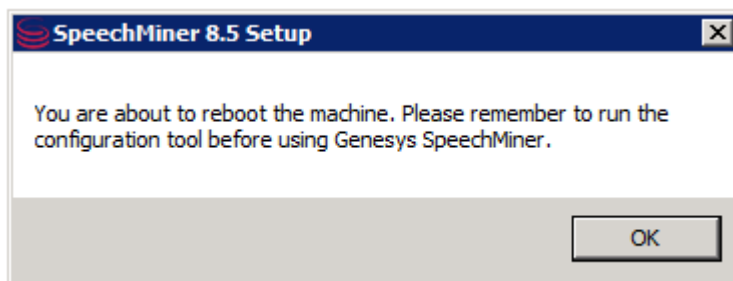 SpeechMiner 8.5 Setup
You are about to reboot the machine. Please remember to run the
configuration tool before using Genesys SpeechMiner.
OK